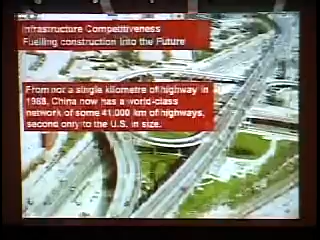 Infrastructure Competitiveness
Fuelling construction into the Future
From not a single kilometre of highway in
1988, China now has a world-class
network of some 41,000 km of highways,
second only to the U.S. in size.